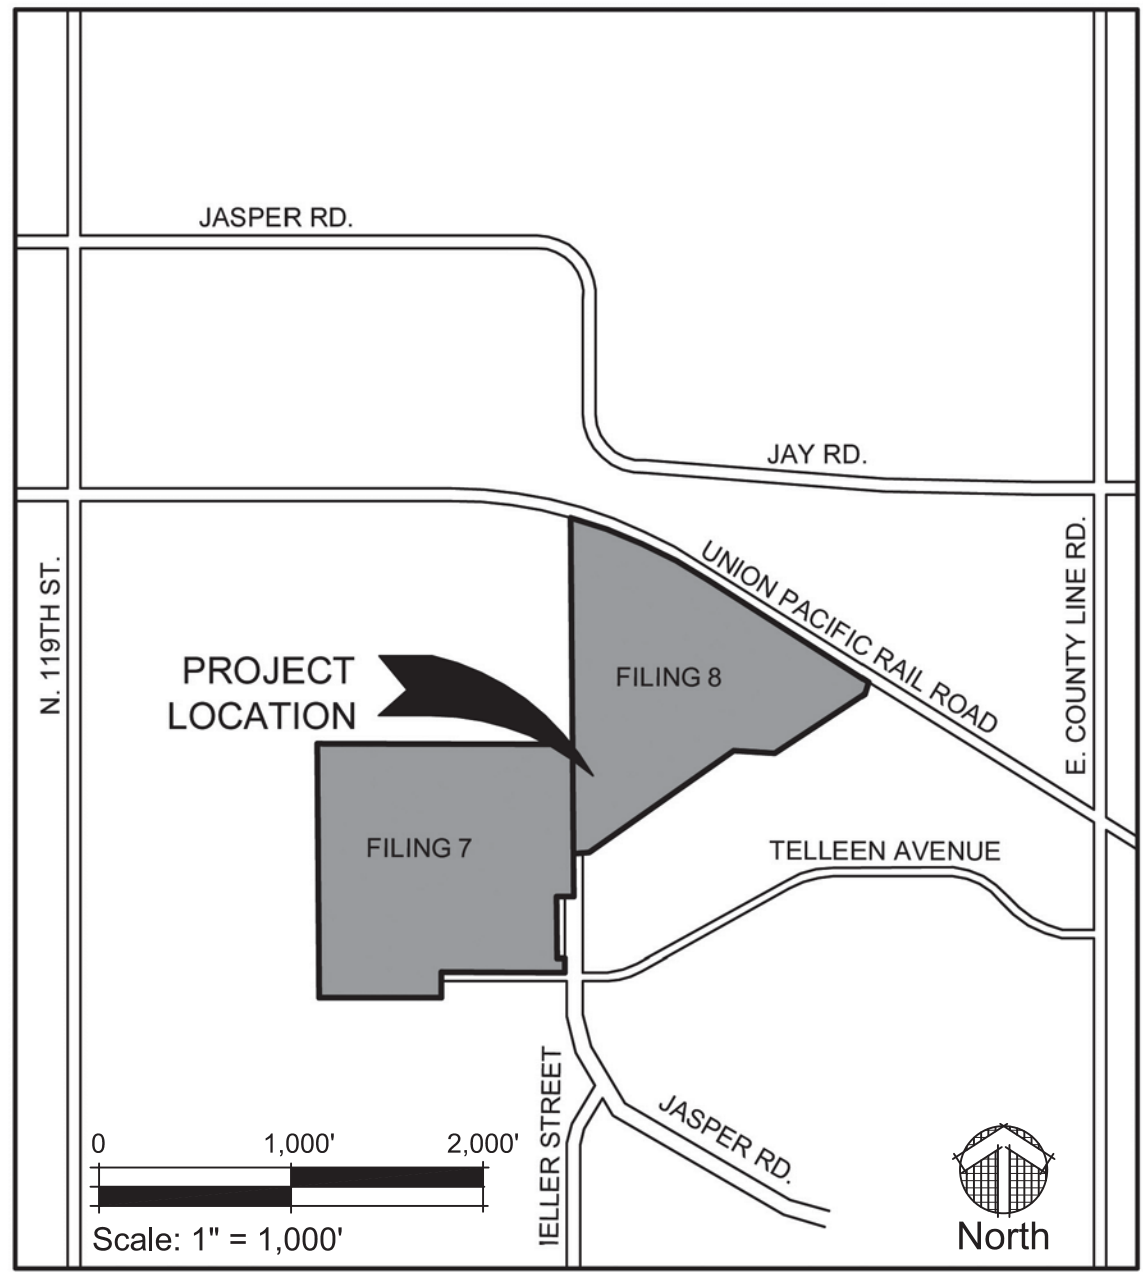 JASPER RD.
JAY RD.
N. 119TH ST.
E. COUNTY LINE RD.
UNION PACIFIC RAIL ROAD
PROJECT
LOCATION
FILING 8
FILING 7
TELLEEN AVENUE
IELLER STREET
JASPER RD.
0 1,000' 2,000'
Scale: 1" = 1,000'
North